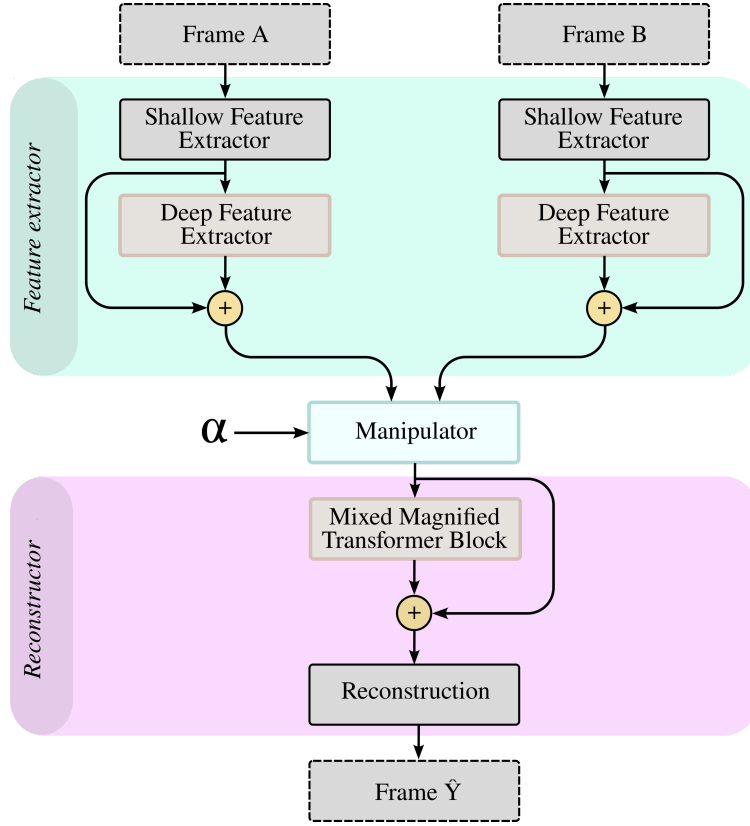 Frame A
Frame B
Feature extractor
Shallow Feature
Extractor
Shallow Feature
Extractor
Deep Feature
Extractor
Deep Feature
Extractor
+
+
α
Manipulator
Reconstructor
Mixed Magnified
Transformer Block
+
Reconstruction
Frame Ŷ